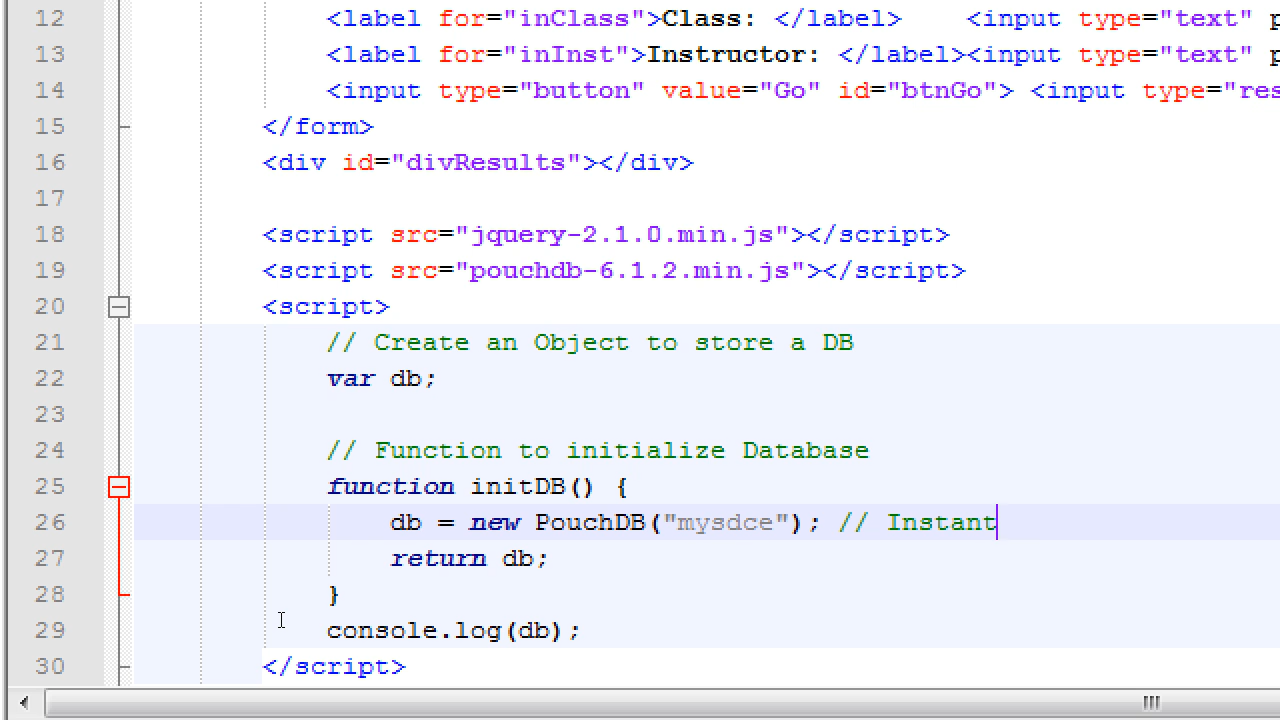 12 <label for="inClass">Class: </label> <input type="text" p
13 <label for="inInst">Instructor: </label><input type="text" p
14 <input type="button" value="Go" id="btnGo"> <input type="res
15 </form>
16 <div id="divResults"></div>
17
18 <script src="jquery-2.1.0.min.js"></script>
19 <script src="pouchdb-6.1.2.min.js"></script>
20 <script>
21 // Create an Object to store a DB
22 var db;
23
24 // Function to initialize Database
25 function initDB() {
26 db = new PouchDB("mysdce"); // Instant
27 return db;
28 }
29 console.log(db);
30 </script>